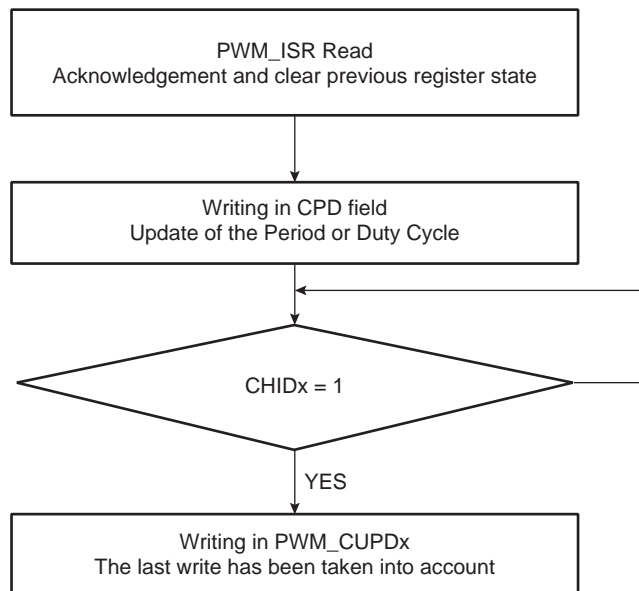 PWM_ISR Read
Acknowledgement and clear previous register state
Writing in CPD field
Update of the Period or Duty Cycle
CHIDx = 1
YES
Writing in PWM_CUPDx
The last write has been taken into account